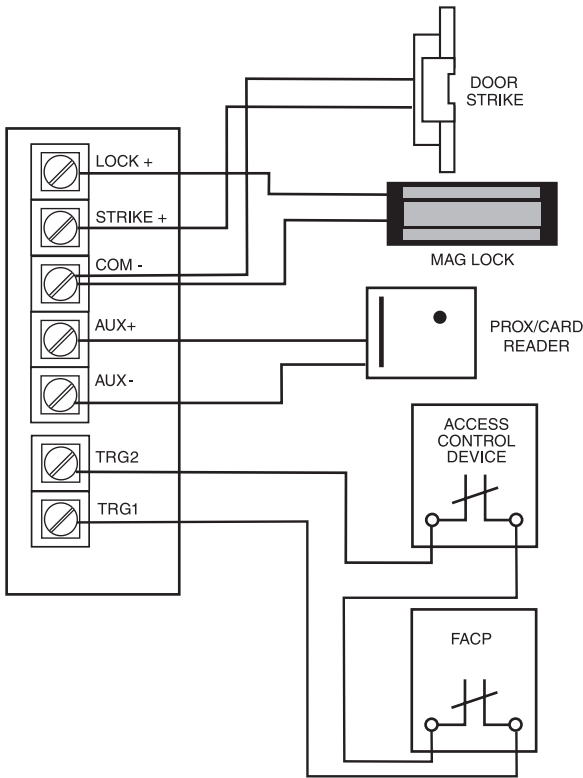 DOOR
STRIKE
LOCK +
STRIKE +
COM -
MAG LOCK
AUX+
PROX/CARD
READER
AUX-
ACCESS
CONTROL
DEVICE
TRG2
TRG1
FACP